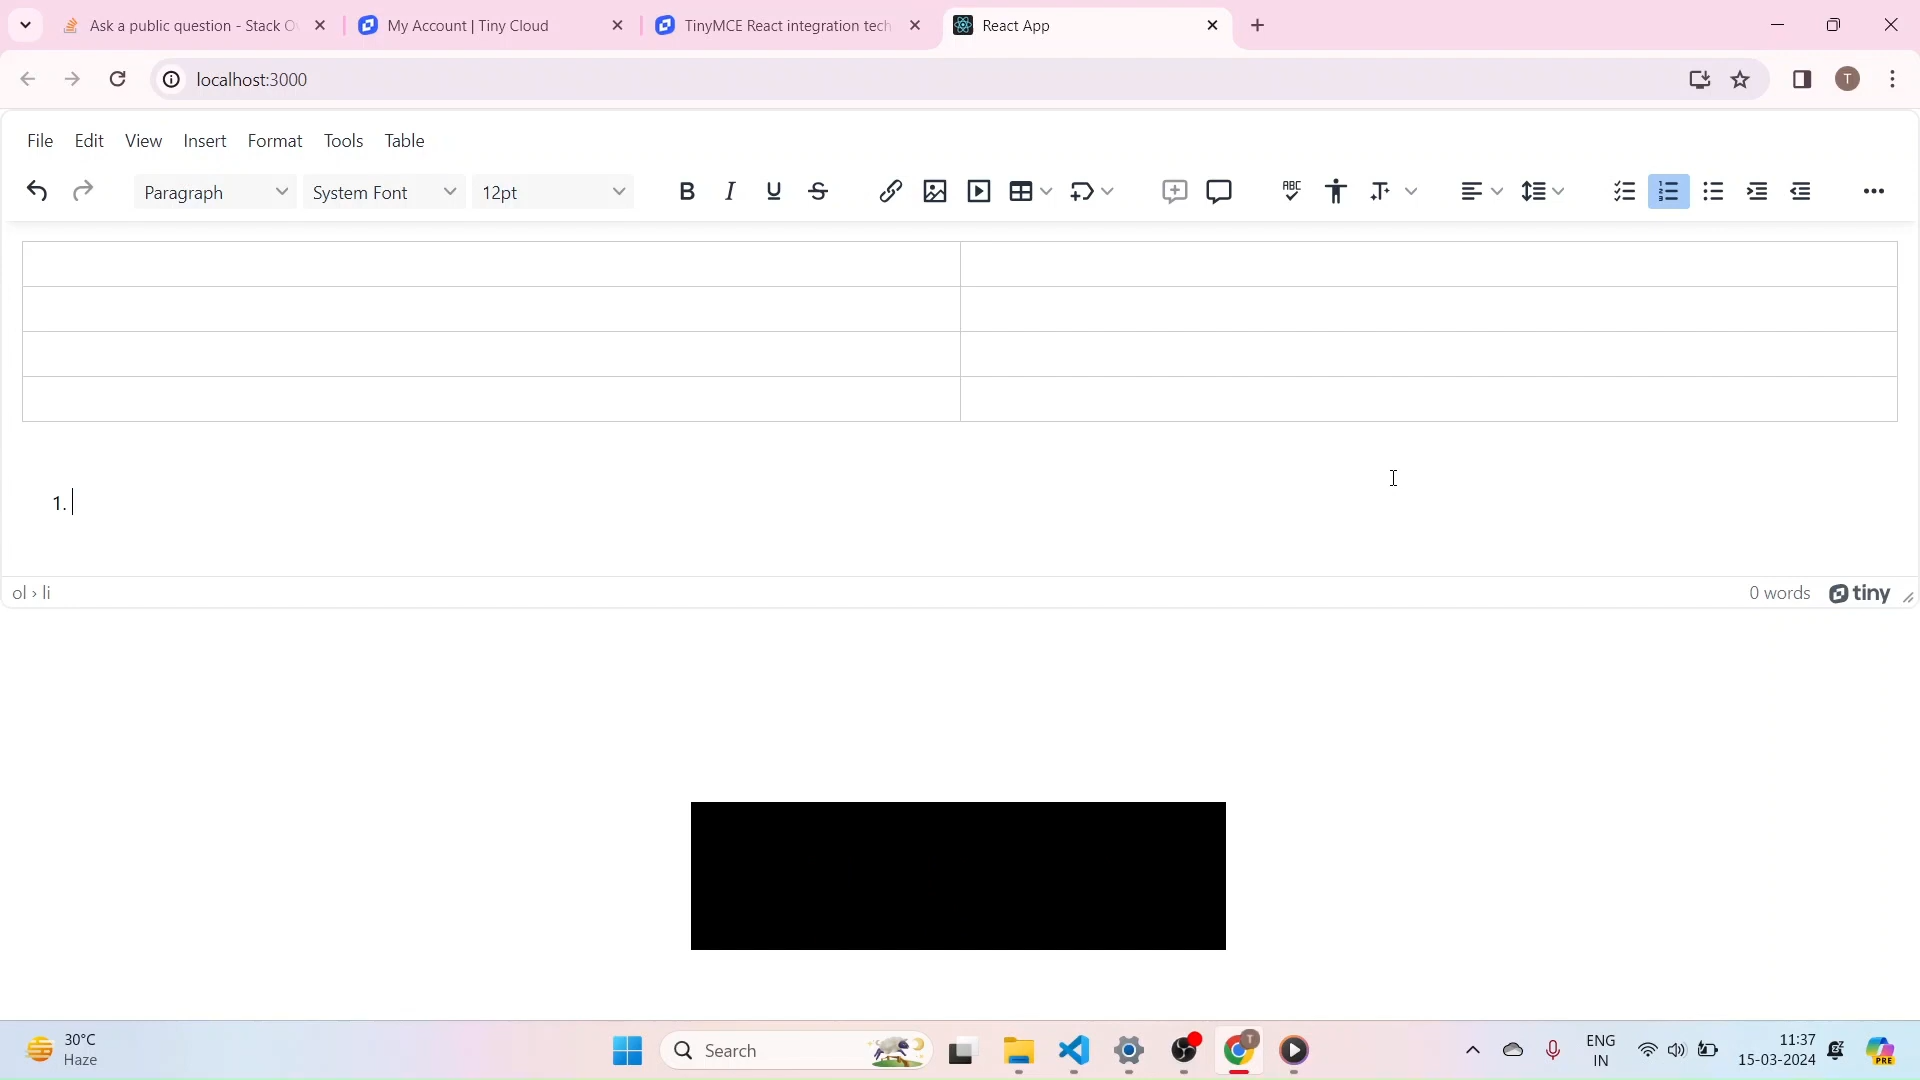 Ask a public question - Stack O
My Account | Tiny Cloud
TinyMCE React integration tech
React App
localhost:3000
T
File Edit View Insert Format Tools Table
Paragraph System Font 12pt
B I U S
ABC
1.
ol › li
0 words tiny
30°C
Haze
Search
T
ENG
IN
11:37
15-03-2024
PRE